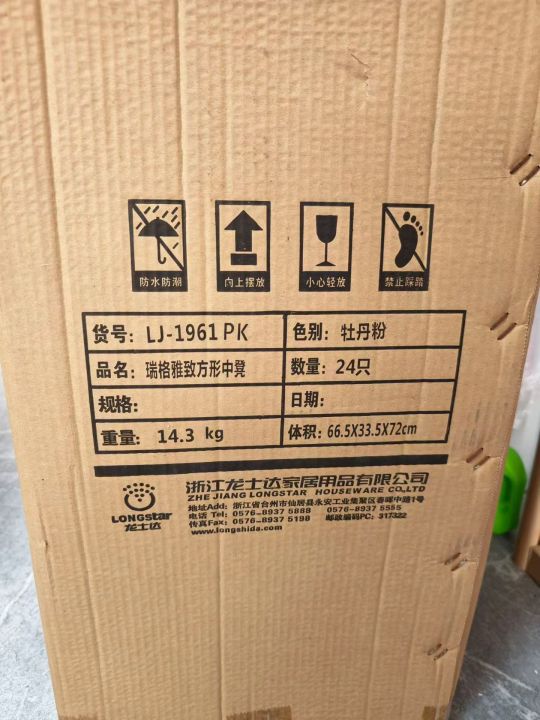 防水防潮 向上摆放 小心轻放 禁止踩踏
货号: LJ-1961PK 色别: 牡丹粉
品名: 瑞格雅致方形中凳 数量: 24只
规格: 日期:
重量: 14.3 kg 体积: 66.5X33.5X72cm
浙江龙士达家居用品有限公司
ZHE JIANG LONGSTAR HOUSEWARE CO.,LTD
地址Add: 浙江省台州市仙居县永安工业集聚区春晖中路1号
电话 Tel: 0576-8937 5888 0576-8937 5555
传真Fax: 0576-8937 5198 邮政编码PC: 317322
www.longshida.com
LONGStar
龙士达